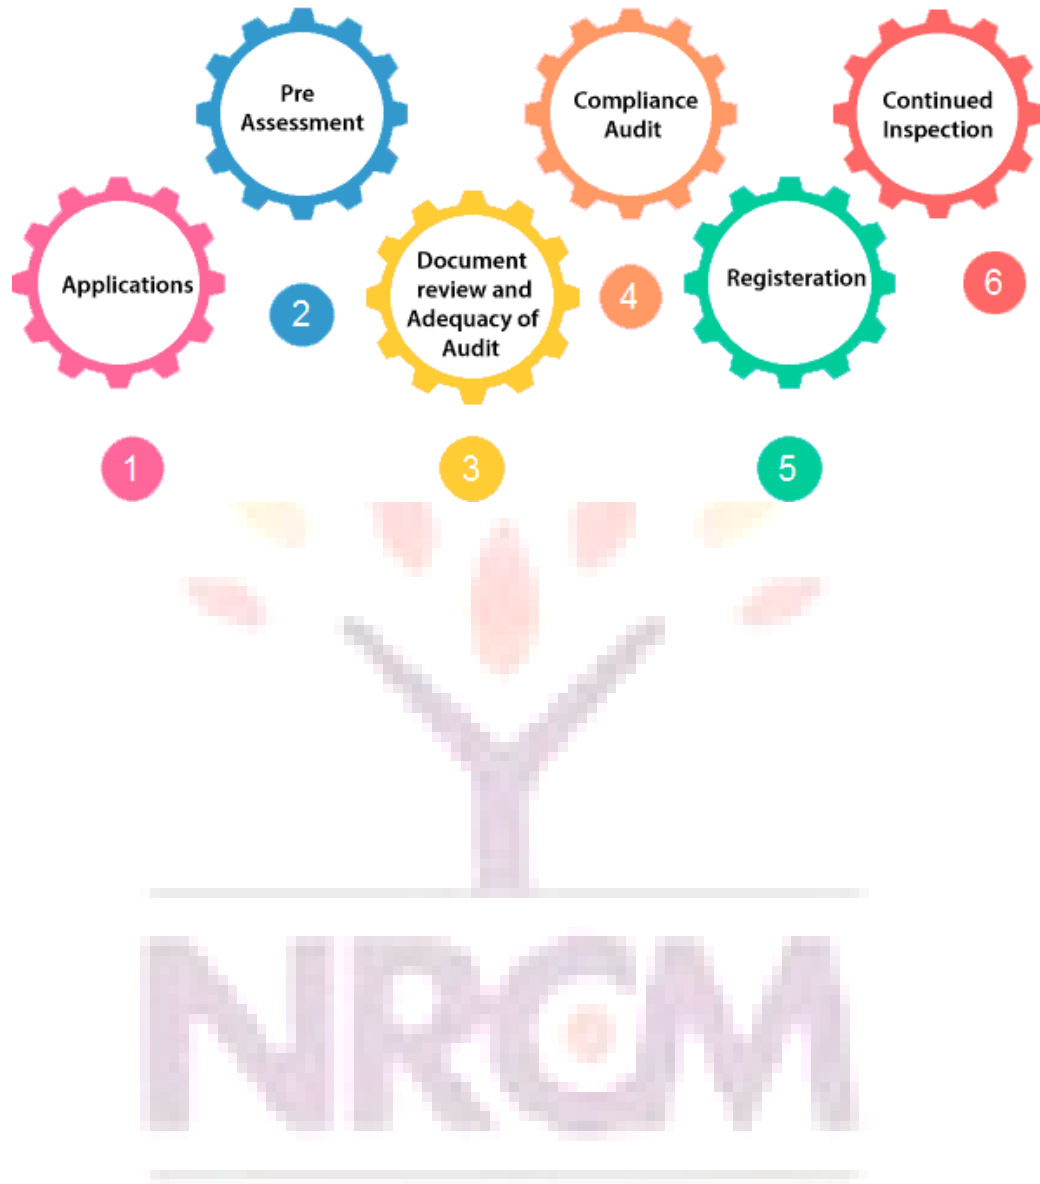 Applications
1
Pre
Assessment
2
Document
review and
Adequacy of
Audit
3
Compliance
Audit
4
Registeration
5
Continued
Inspection
6
NRCM